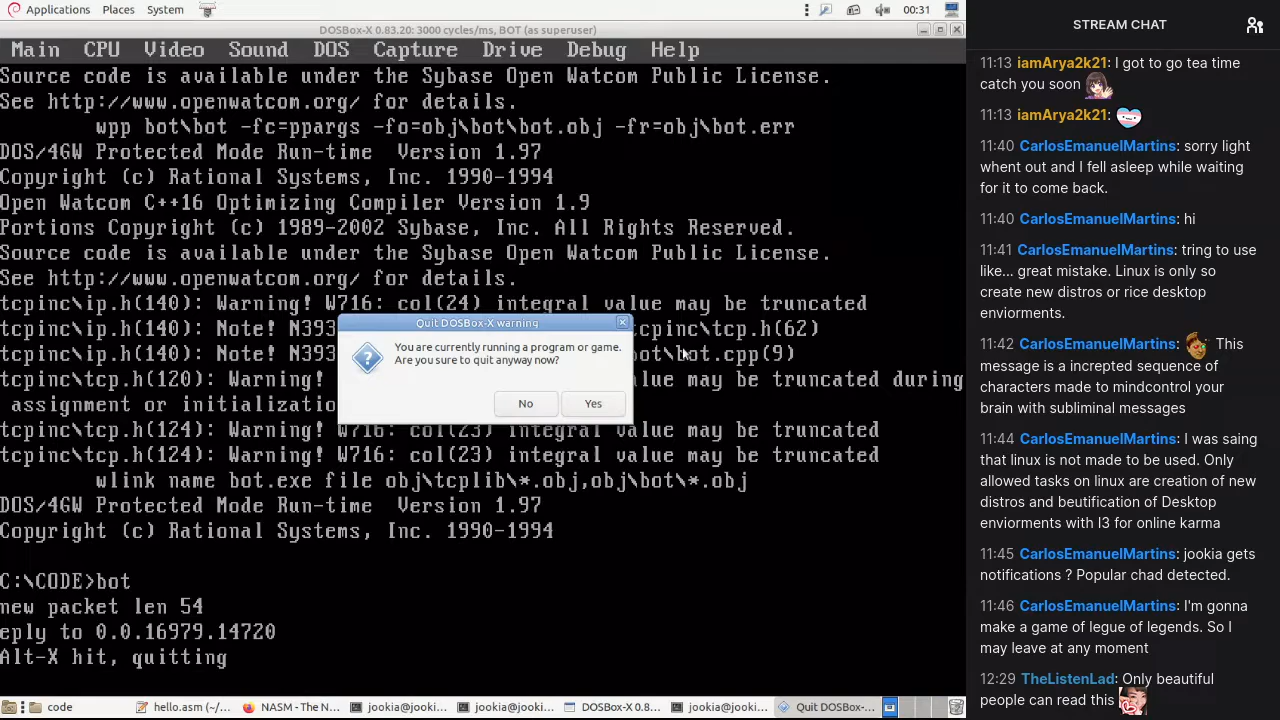 Applications Places System 00:31
DOSBox-X 0.83.20: 3000 cycles/ms, BOT (as superuser)
Main CPU Video Sound DOS Capture Drive Debug Help
Source code is available under the Sybase Open Watcom Public License.
See http://www.openwatcom.org/ for details.
wpp bot\bot -fc=ppargs -fo=obj\bot\bot.obj -fr=obj\bot.err
DOS/4GW Protected Mode Run-time Version 1.97
Copyright (c) Rational Systems, Inc. 1990-1994
Open Watcom C++16 Optimizing Compiler Version 1.9
Portions Copyright (c) 1989-2002 Sybase, Inc. All Rights Reserved.
Source code is available under the Sybase Open Watcom Public License.
See http://www.openwatcom.org/ for details.
tcpinc\ip.h(140): Warning! W716: col(24) integral value may be truncated
tcpinc\ip.h(140): Note! N393 cpinc\tcp.h(62)
tcpinc\ip.h(140): Note! N393 bot\bot.cpp(9)
tcpinc\tcp.h(120): Warning! value may be truncated during
assignment or initializatio
tcpinc\tcp.h(124): Warning! W716: col(23) integral value may be truncated
tcpinc\tcp.h(124): Warning! W716: col(23) integral value may be truncated
wlink name bot.exe file obj\tcplib\*.obj,obj\bot\*.obj
DOS/4GW Protected Mode Run-time Version 1.97
Copyright (c) Rational Systems, Inc. 1990-1994
C:\CODE>bot
new packet len 54
eply to 0.0.16979.14720
Alt-X hit, quitting
Quit DOSBox-X warning
You are currently running a program or game.
Are you sure to quit anyway now?
No Yes
code hello.asm (~/... NASM - The N... jookia@jooki... jookia@jooki... DOSBox-X 0.8... jookia@jooki... Quit DOSBox-...
STREAM CHAT
11:13 iamArya2k21: I got to go tea time
catch you soon
11:13 iamArya2k21:
11:40 CarlosEmanuelMartins: sorry light
whent out and I fell asleep while waiting
for it to come back.
11:40 CarlosEmanuelMartins: hi
11:41 CarlosEmanuelMartins: tring to use
like... great mistake. Linux is only so
create new distros or rice desktop
enviorments.
11:42 CarlosEmanuelMartins: This
message is a increpted sequence of
characters made to mindcontrol your
brain with subliminal messages
11:44 CarlosEmanuelMartins: I was saing
that linux is not made to be used. Only
allowed tasks on linux are creation of new
distros and beutification of Desktop
enviorments with I3 for online karma
11:45 CarlosEmanuelMartins: jookia gets
notifications ? Popular chad detected.
11:46 CarlosEmanuelMartins: I'm gonna
make a game of legue of legends. So I
may leave at any moment
12:29 TheListenLad: Only beautiful
people can read this